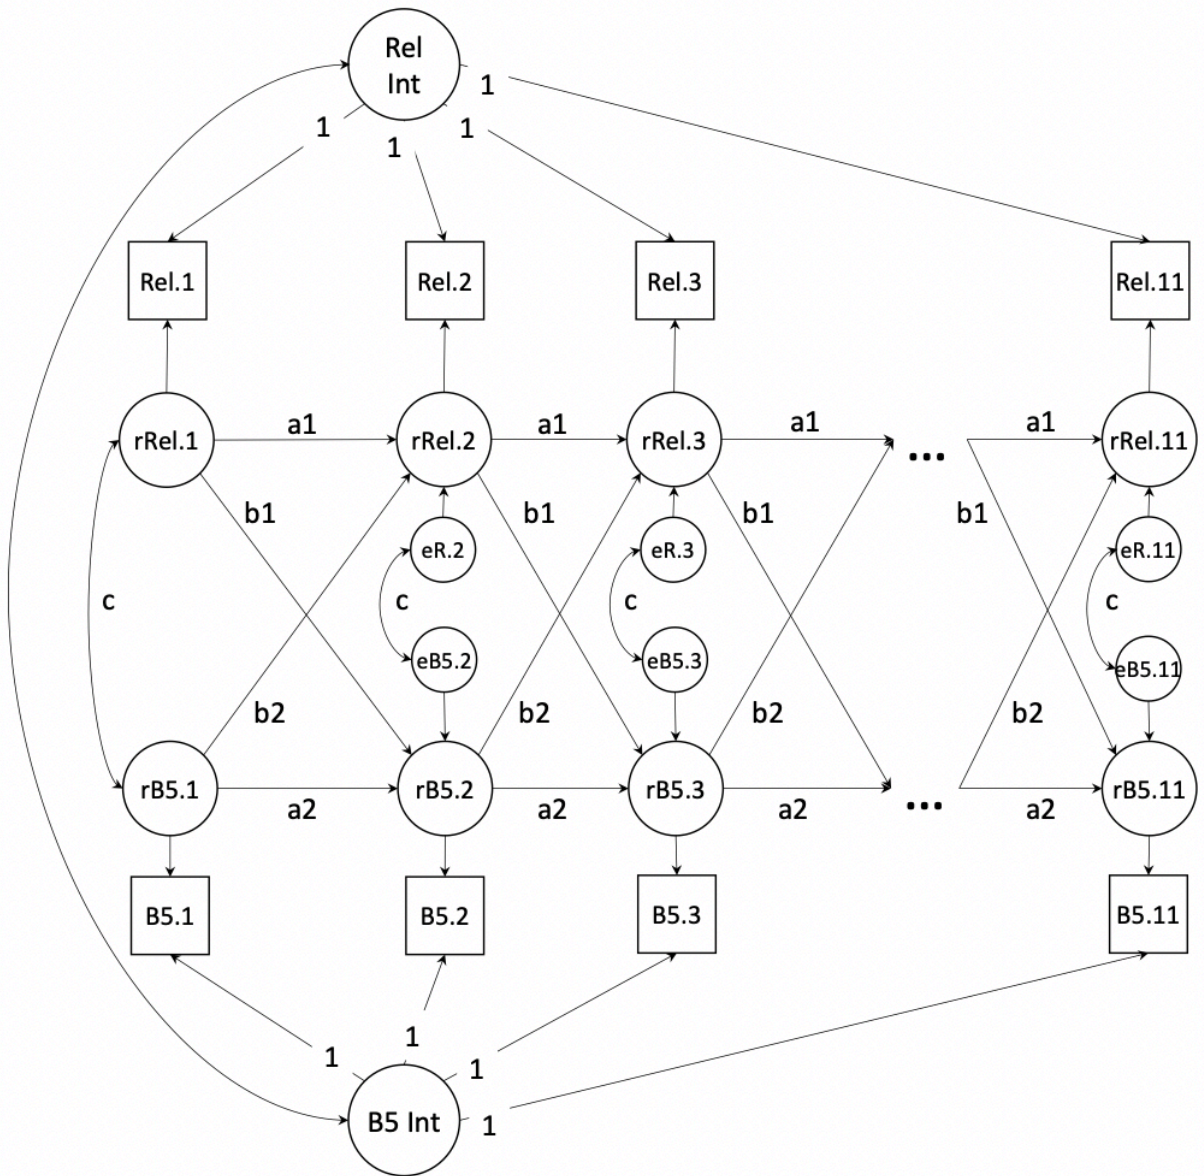 Rel
Int
1
1
1
1
Rel.1
Rel.2
Rel.3
Rel.11
rRel.1
a1
rRel.2
a1
rRel.3
a1
...
a1
rRel.11
b1
b1
b1
b1
eR.2
eR.3
eR.11
c
c
c
c
eB5.2
eB5.3
eB5.11
b2
b2
b2
b2
rB5.1
a2
rB5.2
a2
rB5.3
a2
...
a2
rB5.11
B5.1
B5.2
B5.3
B5.11
1
1
1
1
B5 Int